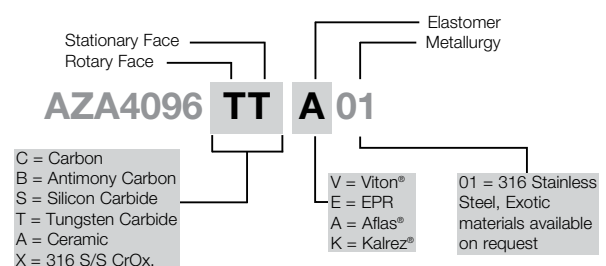 Stationary Face
Rotary Face
Elastomer
Metallurgy
AZA4096 TT A 01
C = Carbon
B = Antimony Carbon
S = Silicon Carbide
T = Tungsten Carbide
A = Ceramic
X = 316 S/S CrOx.
V = Viton®
E = EPR
A = Aflas®
K = Kalrez®
01 = 316 Stainless
Steel, Exotic
materials available
on request